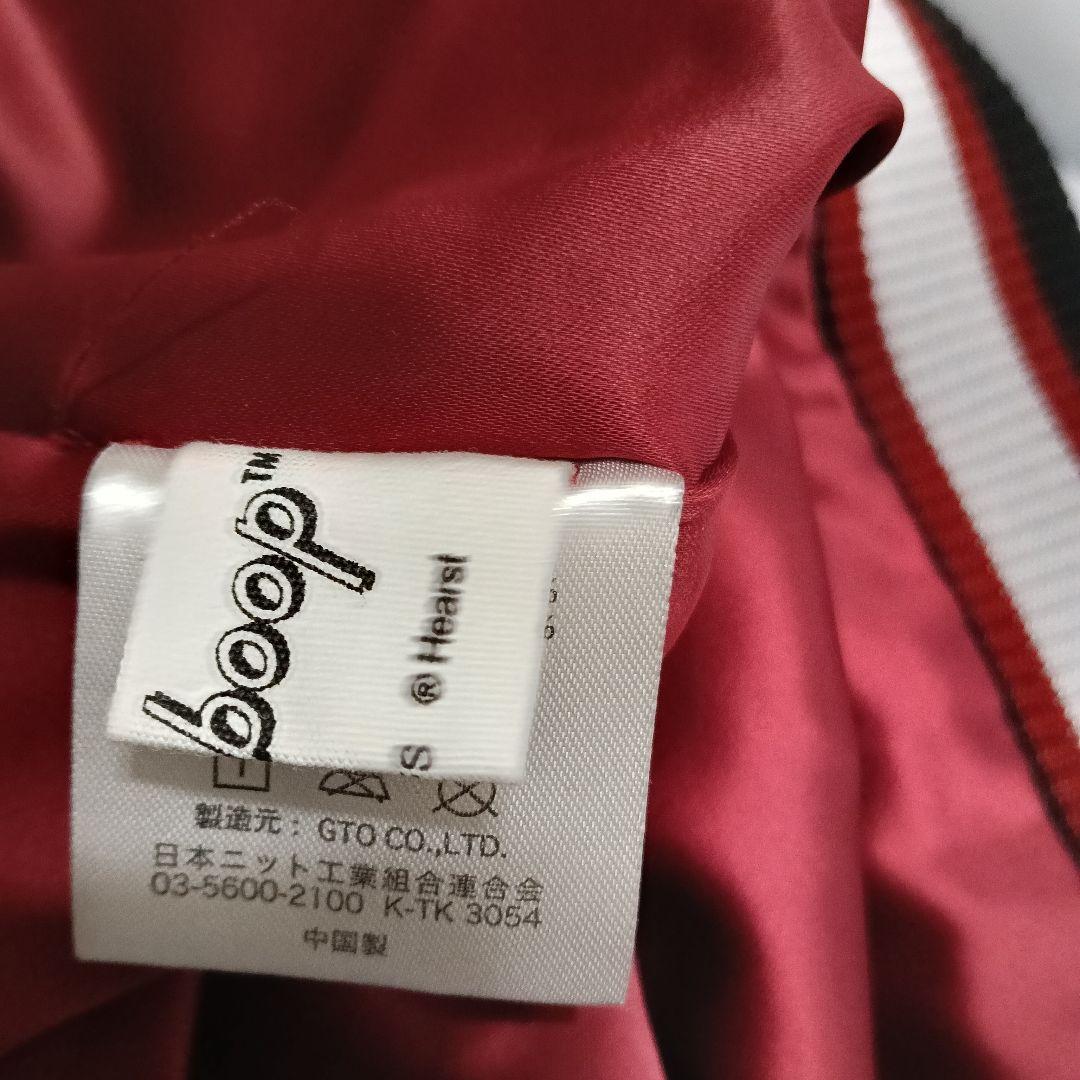 boop™
® Hearst
製造元: GTO CO.,LTD.
日本ニット工業組合連合会
03-5600-2100 K-TK 3054
中国製